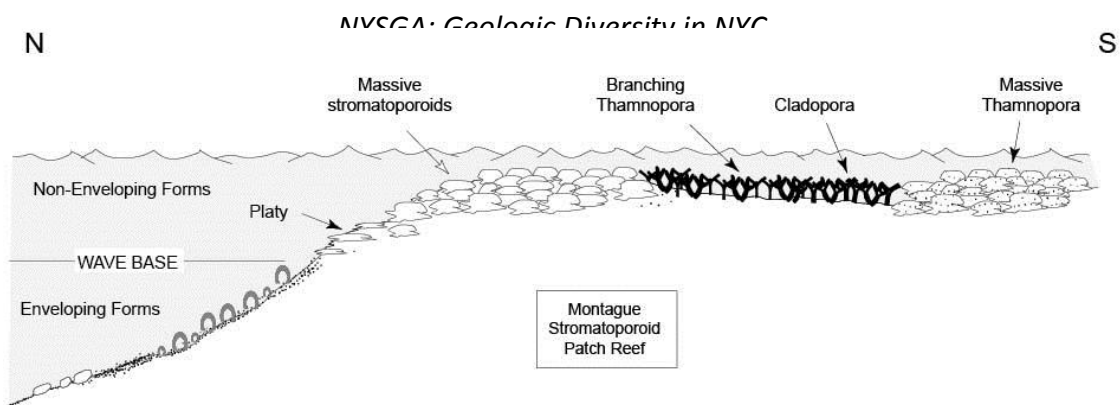 NYSGA: Geologic Diversity in NYC
N
S
Massive
stromatoporoids
Branching
Thamnopora
Cladopora
Massive
Thamnopora
Non-Enveloping Forms
Platy
WAVE BASE
Enveloping Forms
Montague
Stromatoporoid
Patch Reef